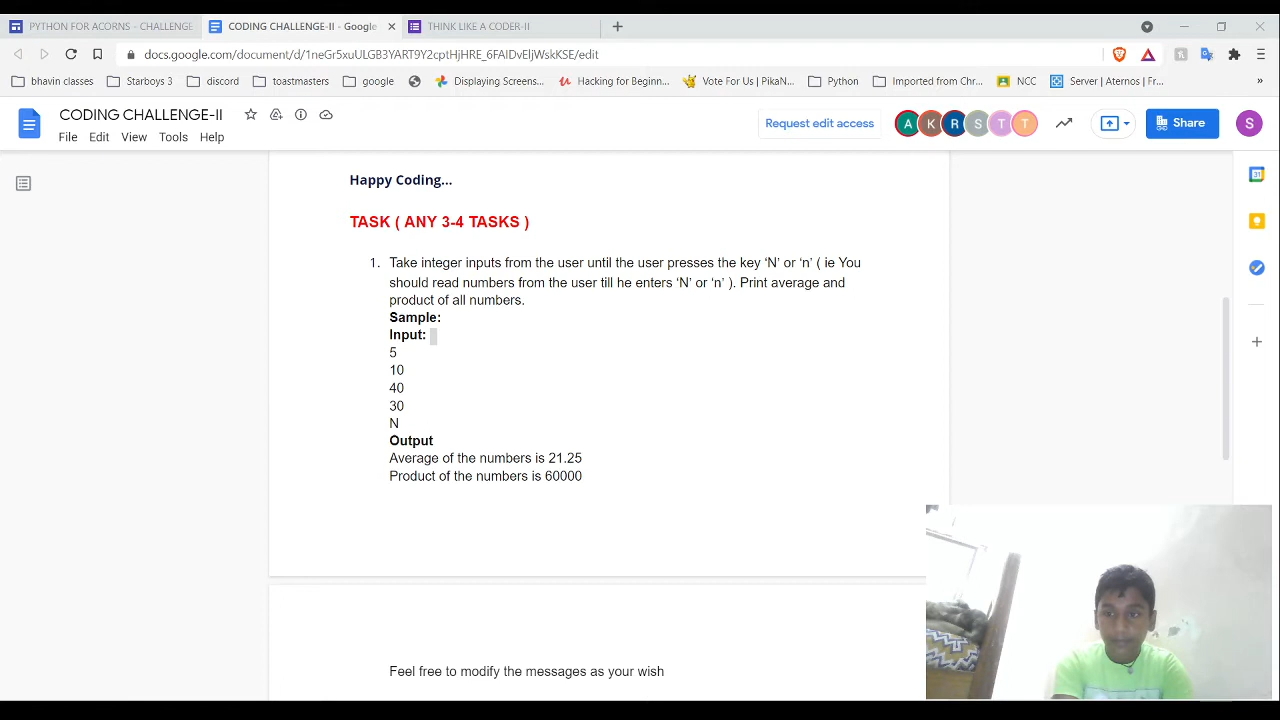 PYTHON FOR ACORNS - CHALLENGE
CODING CHALLENGE-II - Google
THINK LIKE A CODER-II
docs.google.com/document/d/1neGr5xuULGB3YART9Y2cptHjHRE_6FAIDvEljWskKSE/edit
bhavin classes
Starboys 3
discord
toastmasters
google
Displaying Screens...
Hacking for Beginn...
Vote For Us | PikaN...
Python
Imported from Chr...
NCC
Server | Aternos | Fr...
CODING CHALLENGE-II
File Edit View Tools Help
Request edit access
A K R S T T
Share
S
Happy Coding...
TASK ( ANY 3-4 TASKS )
1. Take integer inputs from the user until the user presses the key ‘N’ or ‘n’ ( ie You
should read numbers from the user till he enters ‘N’ or ‘n’ ). Print average and
product of all numbers.
Sample:
Input:
5
10
40
30
N
Output
Average of the numbers is 21.25
Product of the numbers is 60000
Feel free to modify the messages as your wish